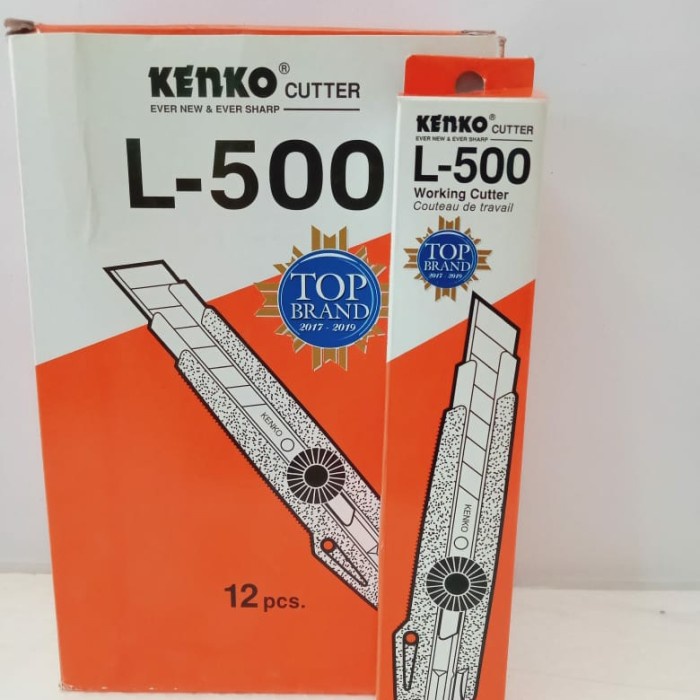 KENKO® CUTTER
EVER NEW & EVER SHARP
L-500
TOP
BRAND
2017 - 2019
KENKO
12 pcs.
KENKO® CUTTER
EVER NEW & EVER SHARP
L-500
Working Cutter
Couteau de travail
TOP
BRAND
2017 - 2019
KENKO